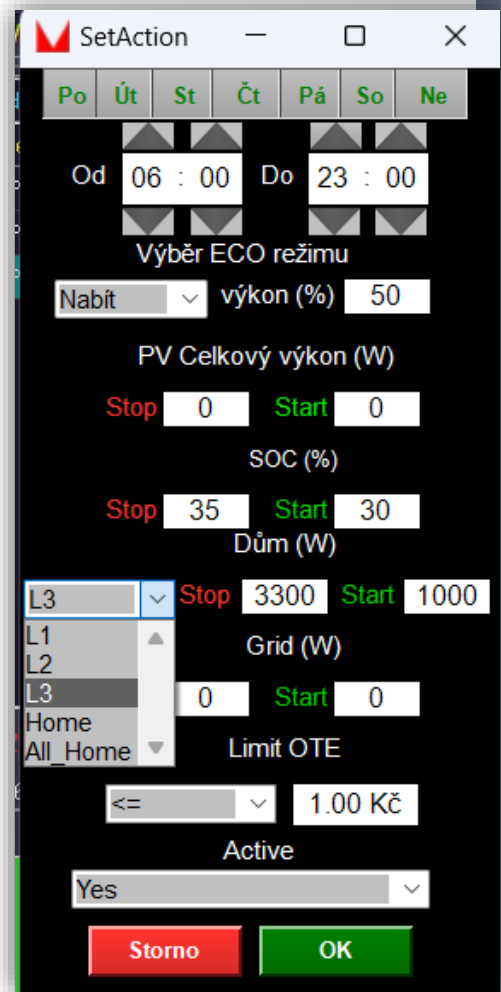 SetAction
Po Út St Čt Pá So Ne
Od 06 : 00 Do 23 : 00
Výběr ECO režimu
Nabít výkon (%) 50
PV Celkový výkon (W)
Stop 0 Start 0
SOC (%)
Stop 35 Start 30
Dům (W)
L3 Stop 3300 Start 1000
L1
L2
L3
Home
All_Home
Grid (W)
0 Start 0
Limit OTE
<= 1.00 Kč
Active
Yes
Storno OK